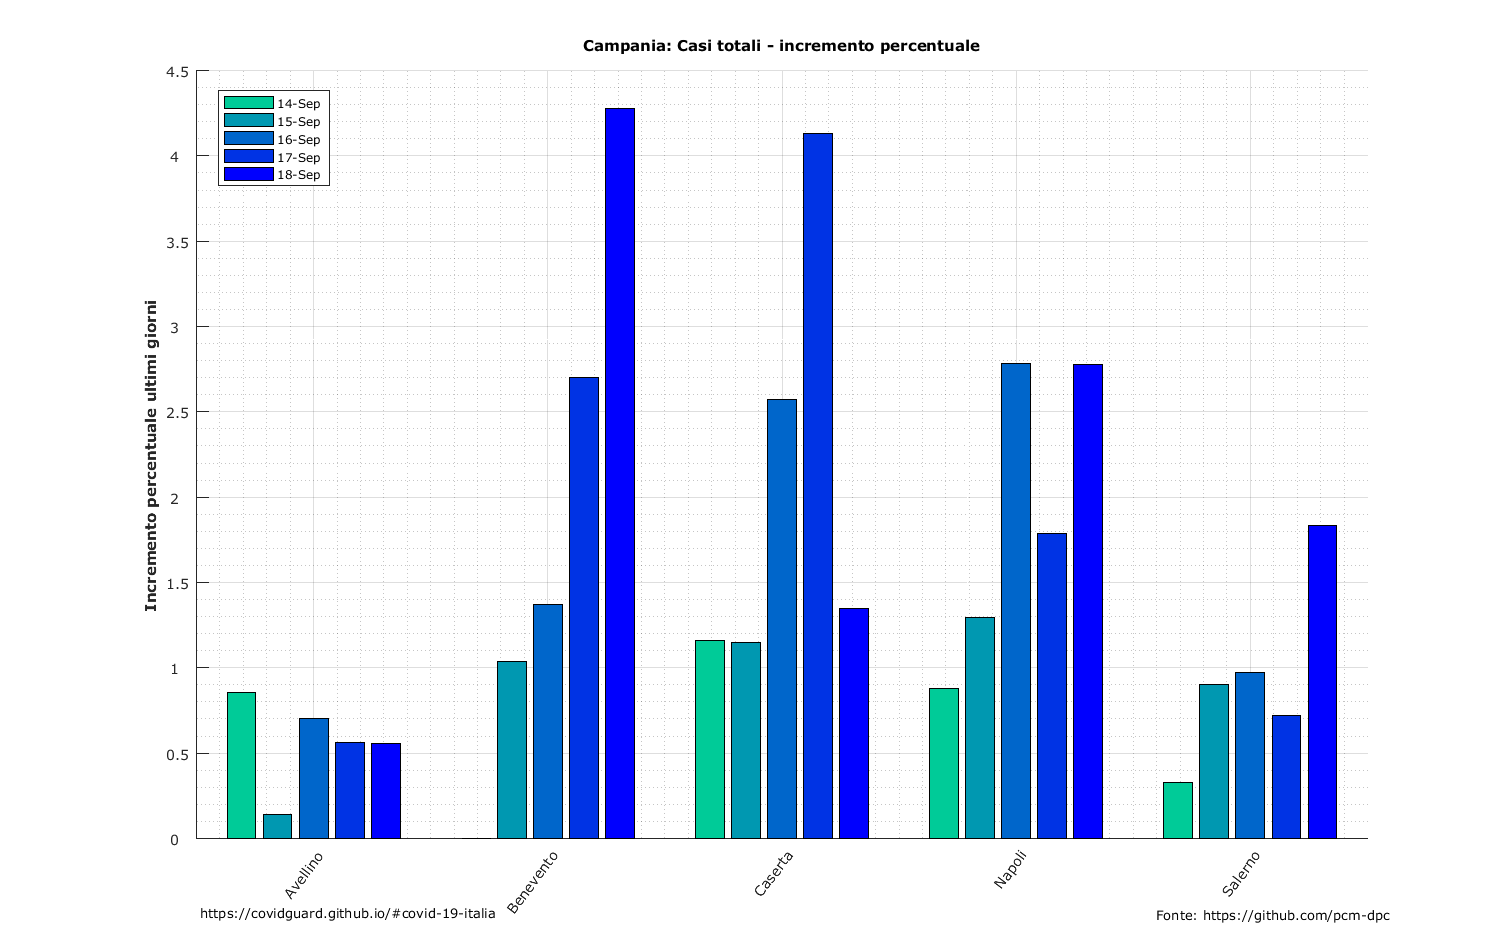 Campania: Casi totali - incremento percentuale
4.5
4
3.5
3
2.5
2
1.5
1
0.5
0
Incremento percentuale ultimi giorni
14-Sep
15-Sep
16-Sep
17-Sep
18-Sep
Avellino
Benevento
Caserta
Napoli
Salerno
https://covidguard.github.io/#covid-19-italia
Fonte: https://github.com/pcm-dpc